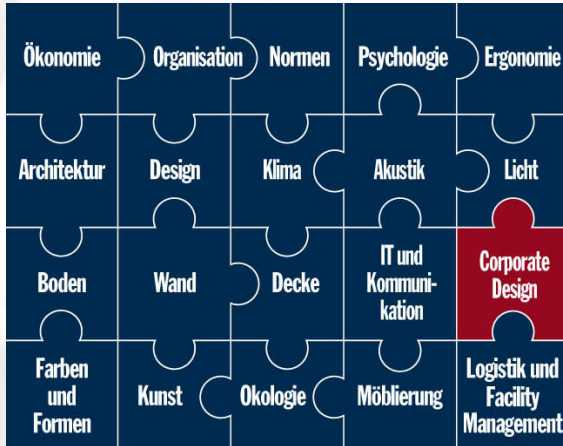 Ökonomie
Organisation
Normen
Psychologie
Ergonomie
Architektur
Design
Klima
Akustik
Licht
Boden
Wand
Decke
IT und
Kommuni-
kation
Corporate
Design
Farben
und
Formen
Kunst
Okologie
Möblierung
Logistik und
Facility
Management